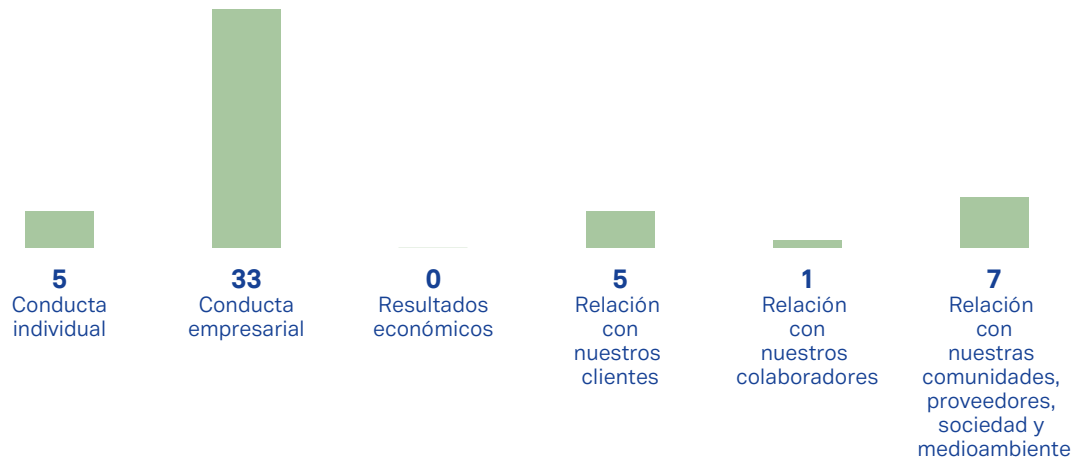 5
Conducta
individual
33
Conducta
empresarial
0
Resultados
económicos
5
Relación
con
nuestros
clientes
1
Relación
con
nuestros
colaboradores
7
Relación
con
nuestras
comunidades,
proveedores,
sociedad y
medioambiente